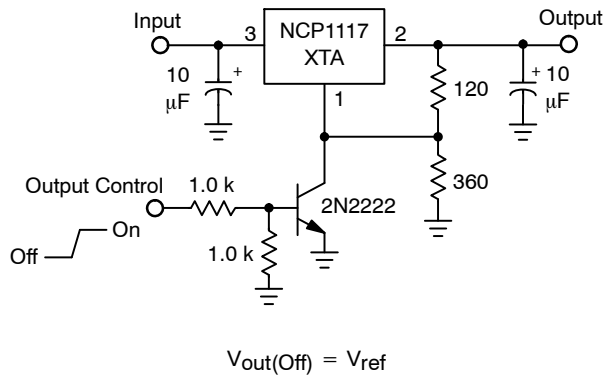 Input
Output
3
NCP1117
XTA
2
1
10
μF
+
120
+
10
μF
360
Output Control
1.0 k
2N2222
On
Off
1.0 k
Vout(Off) = Vref